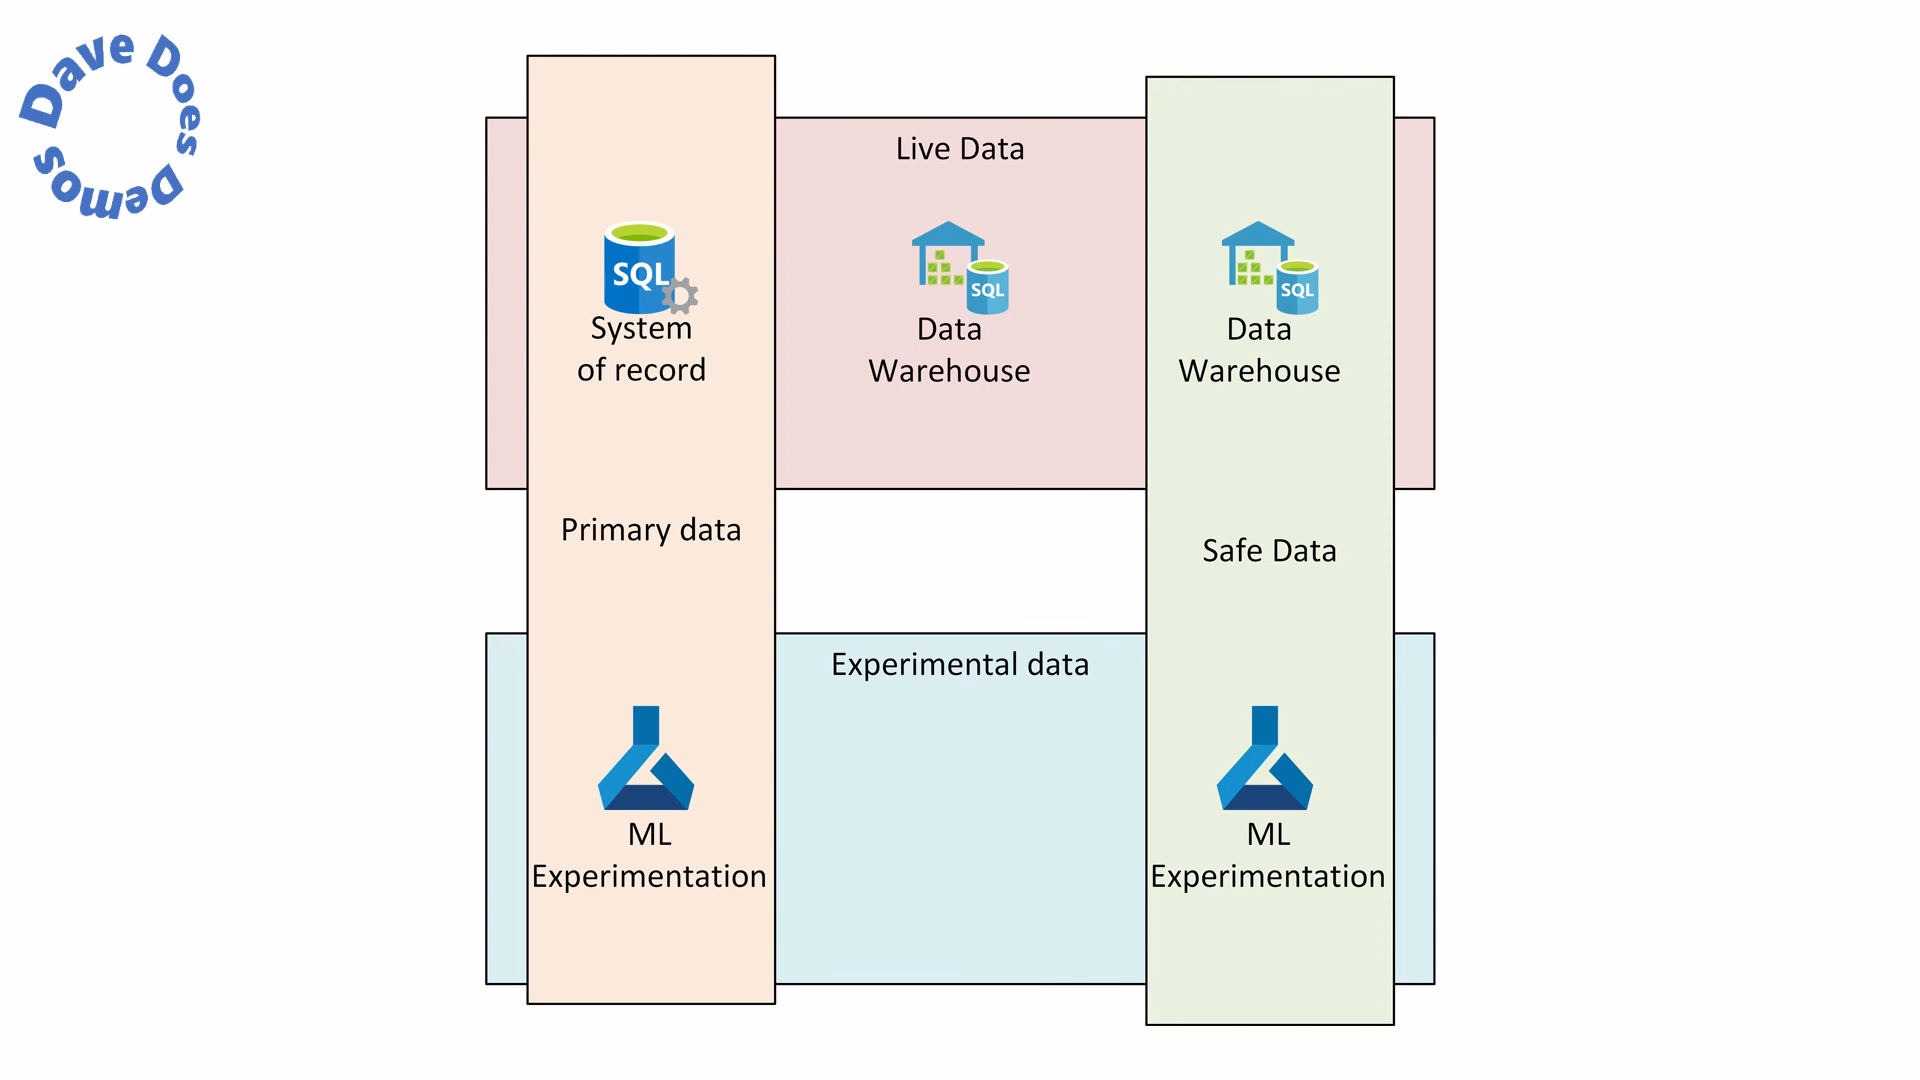 Dave Does Demos
Live Data
SQL
System
of record
SQL
Data
Warehouse
SQL
Data
Warehouse
Primary data
Safe Data
Experimental data
ML
Experimentation
ML
Experimentation